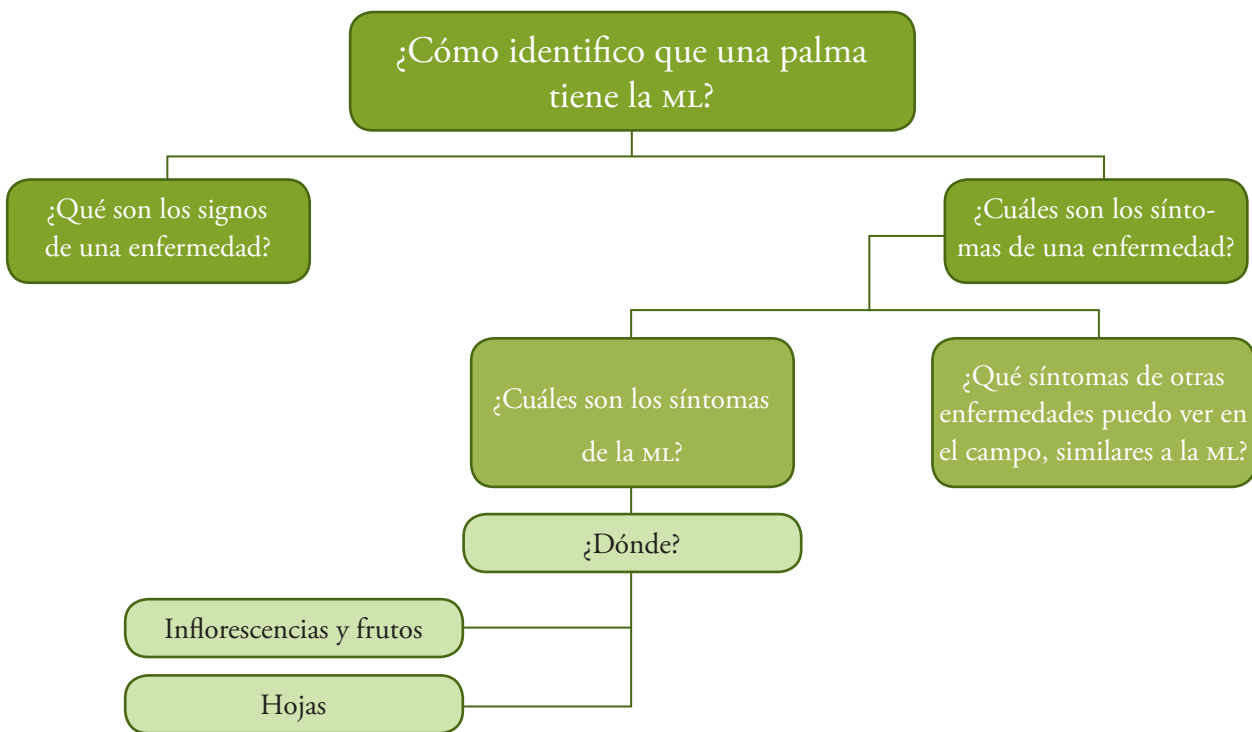 ¿Cómo identifico que una palma
tiene la ML?
¿Qué son los signos
de una enfermedad?
¿Cuáles son los sínto-
mas de una enfermedad?
¿Cuáles son los síntomas
de la ML?
¿Qué síntomas de otras
enfermedades puedo ver en
el campo, similares a la ML?
¿Dónde?
Inflorescencias y frutos
Hojas